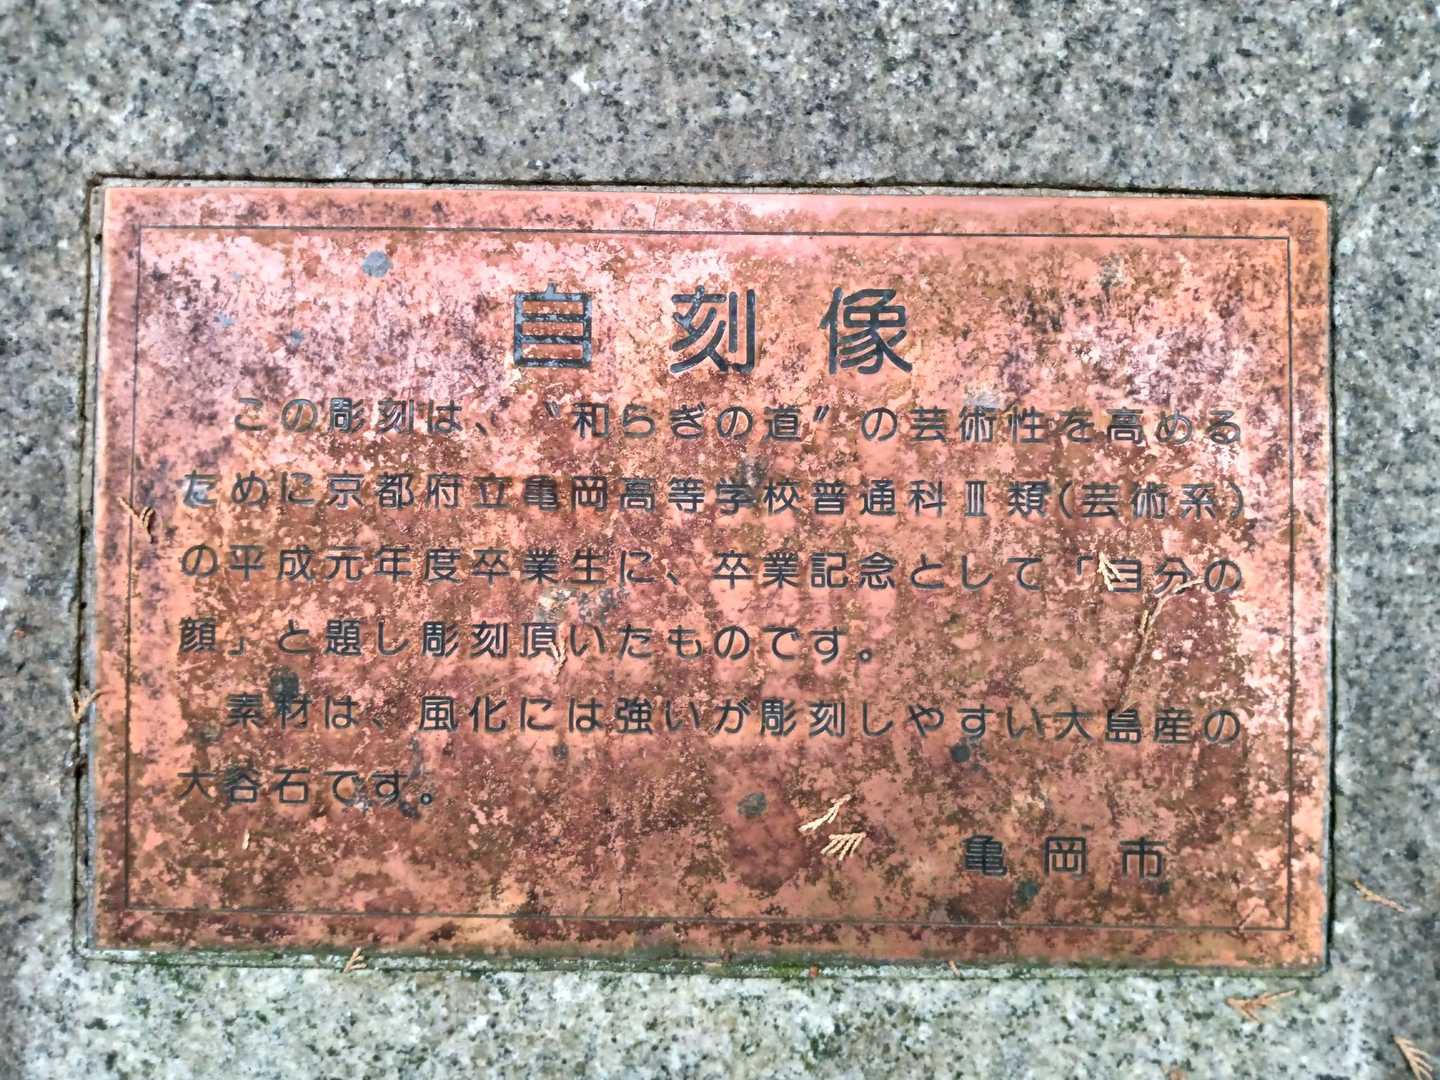 自刻像
この彫刻は、〝和らぎの道〟の芸術性を高める
ために京都府立亀岡高等学校普通科Ⅲ類(芸術系)
の平成元年度卒業生に、卒業記念として「自分の
顔」と題し彫刻頂いたものです。
素材は、風化には強いが彫刻しやすい大島産の
大谷石です。
亀岡市